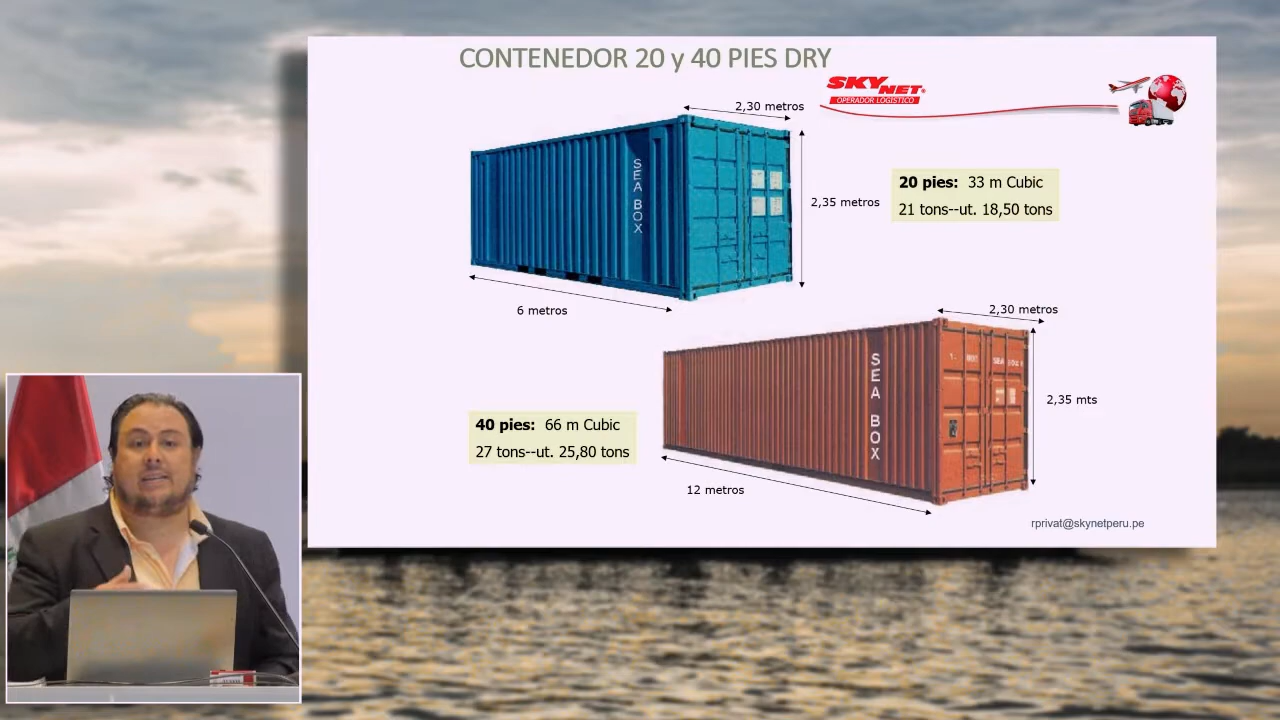 CONTENEDOR 20 y 40 PIES DRY
SKYNET
OPERADOR LOGÍSTICO
2,30 metros
SEA BOX
2,35 metros
20 pies: 33 m Cubic
21 tons--ut. 18,50 tons
6 metros
2,30 metros
SEA BOX
2,35 mts
40 pies: 66 m Cubic
27 tons--ut. 25,80 tons
12 metros
rprivat@skynetperu.pe